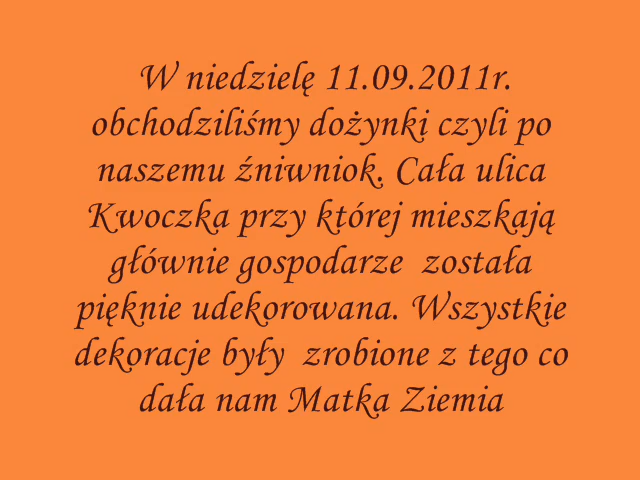 W niedzielę 11.09.2011r.
obchodziliśmy dożynki czyli po
naszemu źniwniok. Cała ulica
Kwoczka przy której mieszkają
głównie gospodarze została
pięknie udekorowana. Wszystkie
dekoracje były zrobione z tego co
dała nam Matka Ziemia